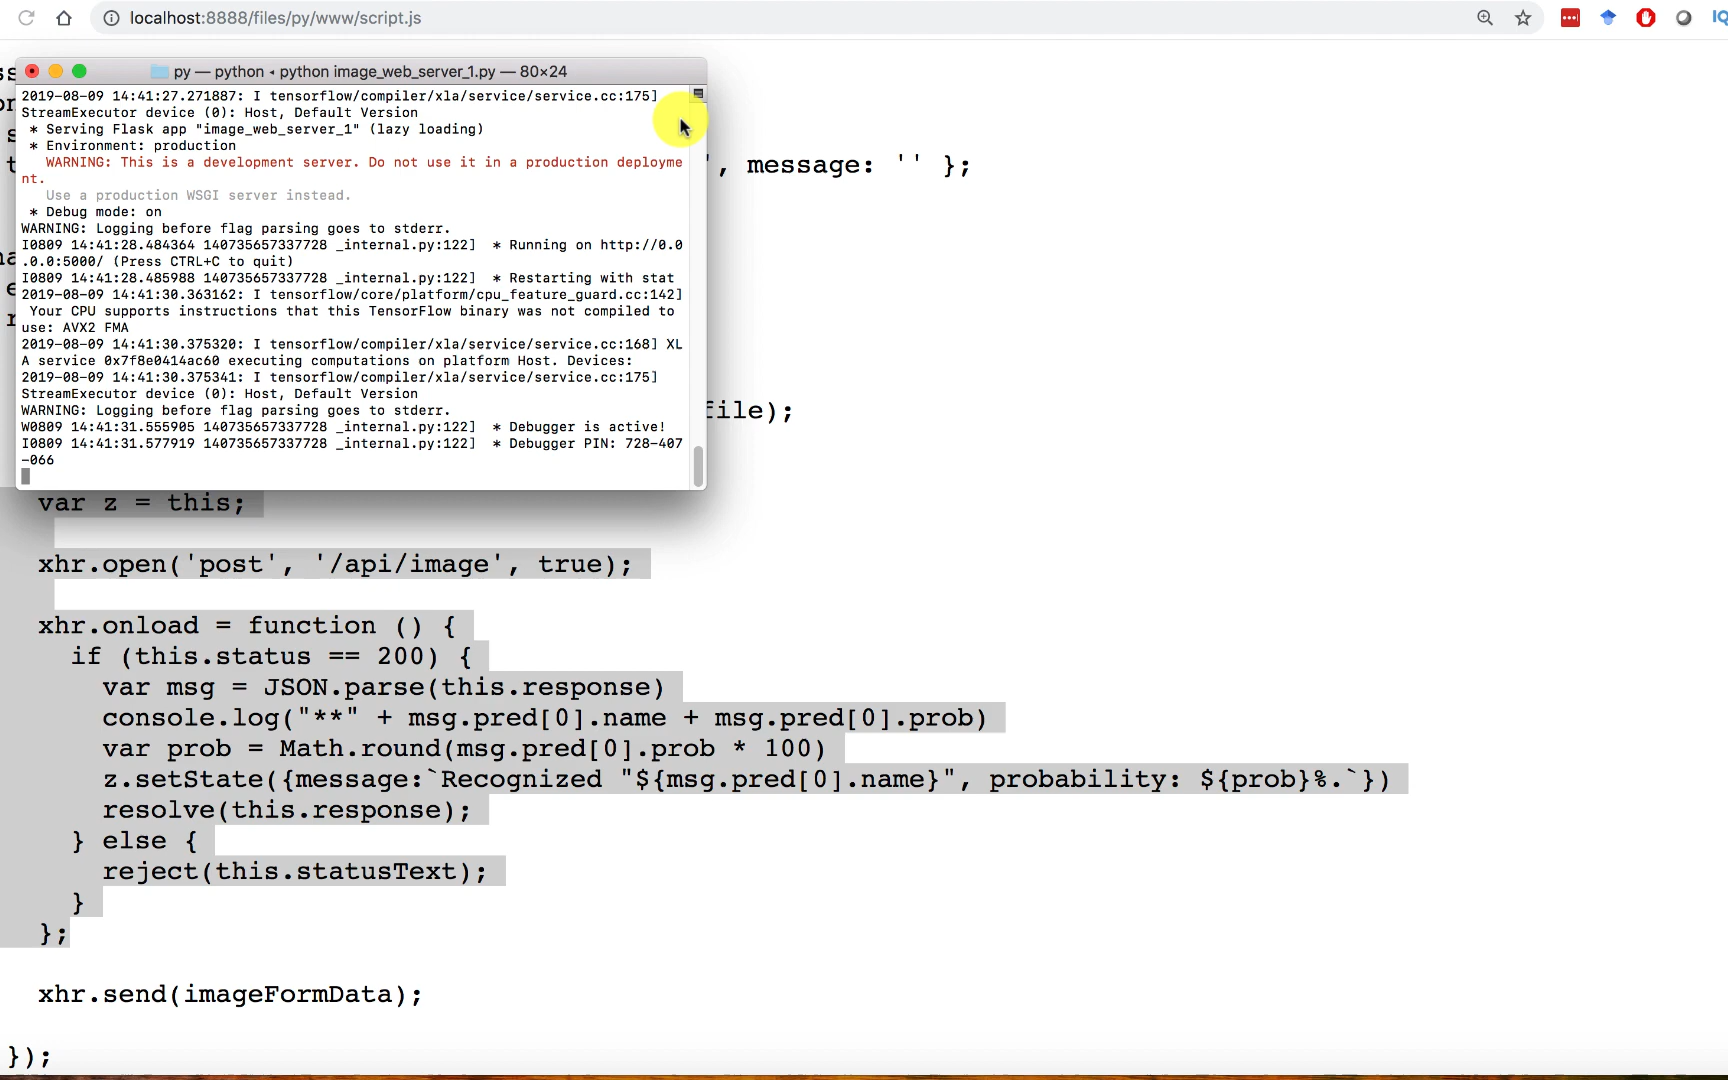 localhost:8888/files/py/www/script.js
py — python ◂ python image_web_server_1.py — 80×24
2019-08-09 14:41:27.271887: I tensorflow/compiler/xla/service/service.cc:175]
StreamExecutor device (0): Host, Default Version
* Serving Flask app "image_web_server_1" (lazy loading)
* Environment: production
WARNING: This is a development server. Do not use it in a production deployme
nt.
Use a production WSGI server instead.
* Debug mode: on
WARNING: Logging before flag parsing goes to stderr.
I0809 14:41:28.484364 140735657337728 _internal.py:122]  * Running on http://0.0
.0.0:5000/ (Press CTRL+C to quit)
I0809 14:41:28.485988 140735657337728 _internal.py:122]  * Restarting with stat
2019-08-09 14:41:30.363162: I tensorflow/core/platform/cpu_feature_guard.cc:142]
Your CPU supports instructions that this TensorFlow binary was not compiled to
use: AVX2 FMA
2019-08-09 14:41:30.375320: I tensorflow/compiler/xla/service/service.cc:168] XL
A service 0x7f8e0414ac60 executing computations on platform Host. Devices:
2019-08-09 14:41:30.375341: I tensorflow/compiler/xla/service/service.cc:175]
StreamExecutor device (0): Host, Default Version
WARNING: Logging before flag parsing goes to stderr.
W0809 14:41:31.555905 140735657337728 _internal.py:122]  * Debugger is active!
I0809 14:41:31.577919 140735657337728 _internal.py:122]  * Debugger PIN: 728-407
-066
', message: '' };
file);
var z = this;
xhr.open('post', '/api/image', true);
xhr.onload = function () {
if (this.status == 200) {
var msg = JSON.parse(this.response)
console.log("**" + msg.pred[0].name + msg.pred[0].prob)
var prob = Math.round(msg.pred[0].prob * 100)
z.setState({message:`Recognized "${msg.pred[0].name}", probability: ${prob}%.`})
resolve(this.response);
} else {
reject(this.statusText);
}
};
xhr.send(imageFormData);
});